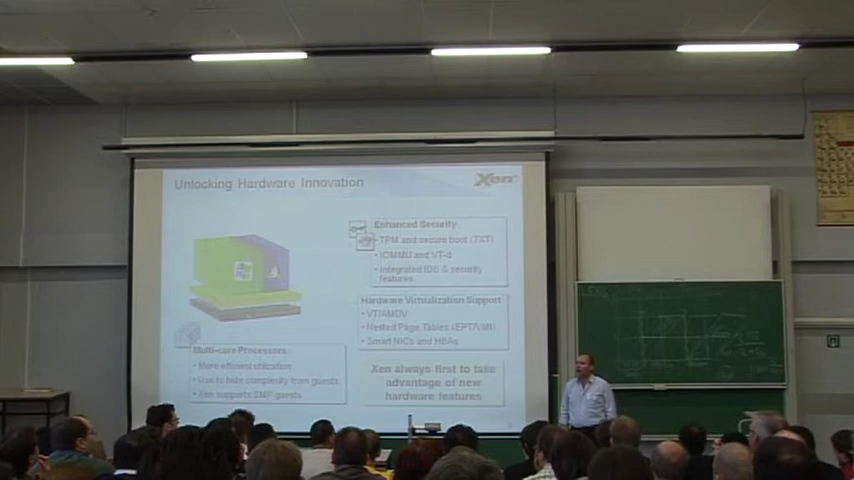 Unlocking Hardware Innovation
Xen
Enhanced Security
• TPM and secure boot (TXT)
• IOMMU and VT-d
• Integrated IDS & security
features
Hardware Virtualization Support
• VT/AMDV
• Nested Page Tables (EPT/VMI)
• Smart NICs and HBAs
Multi-core Processors
• More efficient utilization
• Use to hide complexity from guests
• Xen supports SMP guests
Xen always first to take
advantage of new
hardware features